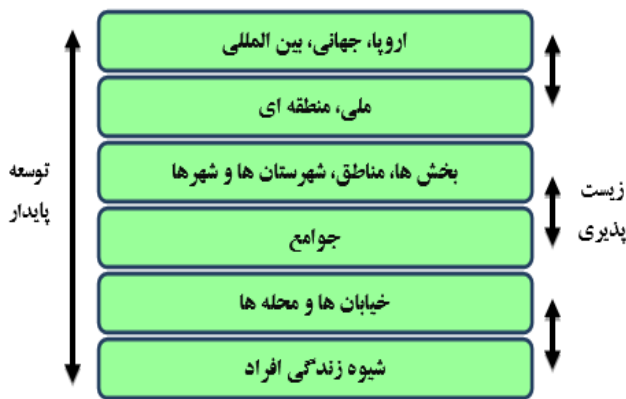 اروپا، جهانی، بین المللی
ملی، منطقه ای
بخش ها، مناطق، شهرستان ها و شهرها
جوامع
خیابان ها و محله ها
شیوه زندگی افراد
زیست
پذیری
توسعه
پایدار